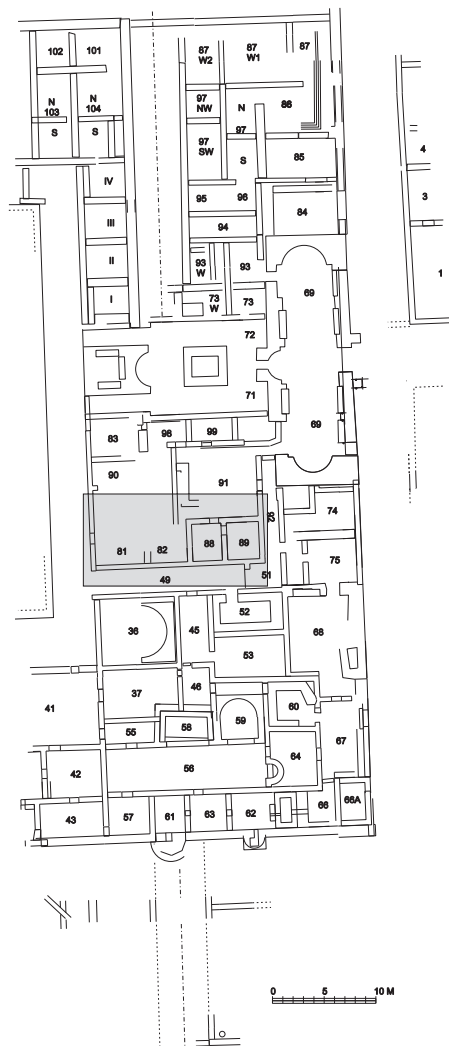 102 101
87 W2
87 W1
87
N 103
N 104
97 NW
N 97
86
S
S
97 SW
S
85
4
IV
95
96
84
3
III
94
II
93 W
93
69
1
I
73 W
73
72
71
83
98
99
69
90
91
92
74
81
82
88
89
75
49
51
36
45
52
53
68
37
46
41
60
55
58
59
67
56
64
42
43
57
61
63
62
66
66A
0 5 10 M